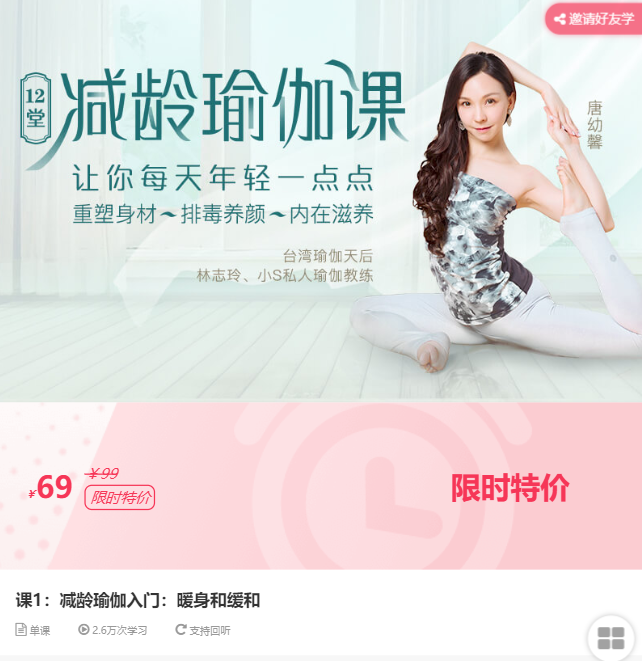 邀请好友学
12堂
减龄瑜伽课
唐幼馨
让你每天年轻一点点
重塑身材~排毒养颜~内在滋养
台湾瑜伽天后
林志玲、小S私人瑜伽教练
¥69
¥99
限时特价
限时特价
课1：减龄瑜伽入门：暖身和缓和
单课
2.6万次学习
支持回听